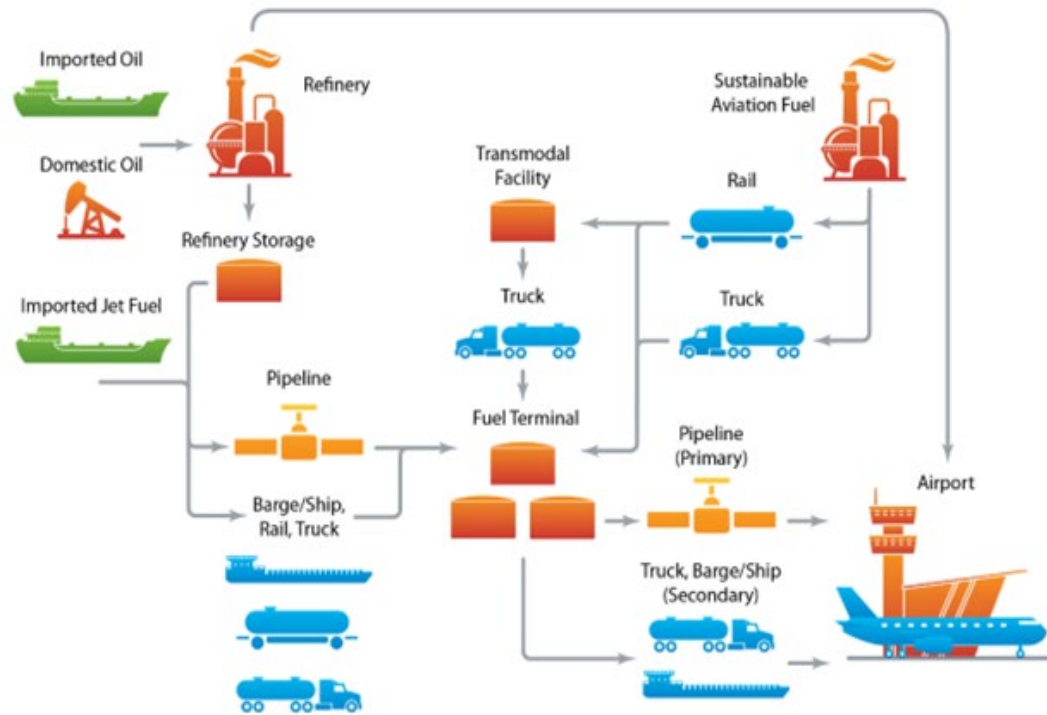 Imported Oil
Refinery
Sustainable
Aviation Fuel
Domestic Oil
Transmodal
Facility
Rail
Refinery Storage
Imported Jet Fuel
Truck
Truck
Pipeline
Fuel Terminal
Pipeline
(Primary)
Airport
Barge/Ship,
Rail, Truck
Truck, Barge/Ship
(Secondary)